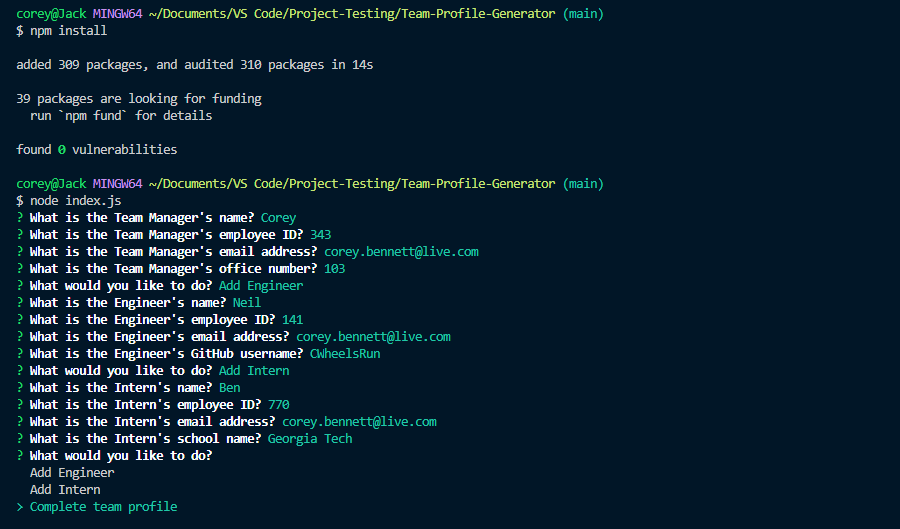 corey@Jack MINGW64 ~/Documents/VS Code/Project-Testing/Team-Profile-Generator (main)
$ npm install
added 309 packages, and audited 310 packages in 14s
39 packages are looking for funding
run `npm fund` for details
found 0 vulnerabilities
corey@Jack MINGW64 ~/Documents/VS Code/Project-Testing/Team-Profile-Generator (main)
$ node index.js
? What is the Team Manager's name? Corey
? What is the Team Manager's employee ID? 343
? What is the Team Manager's email address? corey.bennett@live.com
? What is the Team Manager's office number? 103
? What would you like to do? Add Engineer
? What is the Engineer's name? Neil
? What is the Engineer's employee ID? 141
? What is the Engineer's email address? corey.bennett@live.com
? What is the Engineer's GitHub username? CWheelsRun
? What would you like to do? Add Intern
? What is the Intern's name? Ben
? What is the Intern's employee ID? 770
? What is the Intern's email address? corey.bennett@live.com
? What is the Intern's school name? Georgia Tech
? What would you like to do?
Add Engineer
Add Intern
> Complete team profile